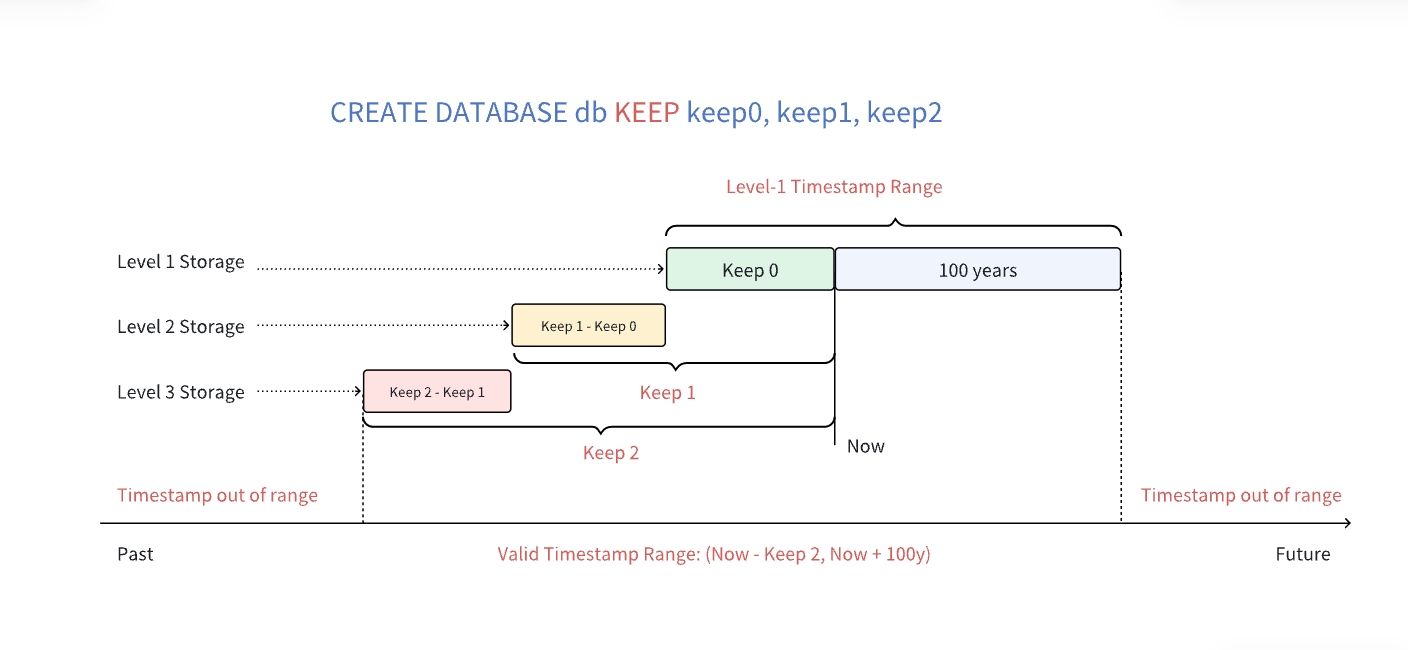 CREATE DATABASE db KEEP keep0, keep1, keep2
Level-1 Timestamp Range
Level 1 Storage
Keep 0
100 years
Level 2 Storage
Keep 1 - Keep 0
Level 3 Storage
Keep 2 - Keep 1
Keep 1
Keep 2
Now
Timestamp out of range
Timestamp out of range
Past
Valid Timestamp Range: (Now - Keep 2, Now + 100y)
Future